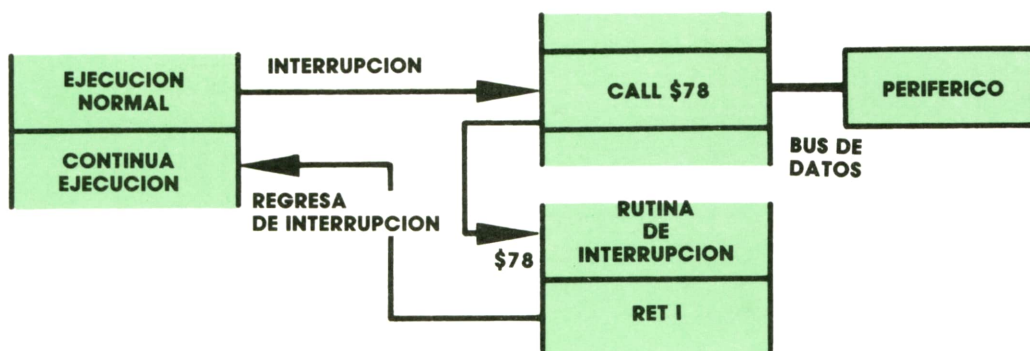 EJECUCION
NORMAL
INTERRUPCION
CALL $78
PERIFERICO
CONTINUA
EJECUCION
BUS DE
DATOS
REGRESA
DE INTERRUPCION
$78
RUTINA
DE
INTERRUPCION
RET I